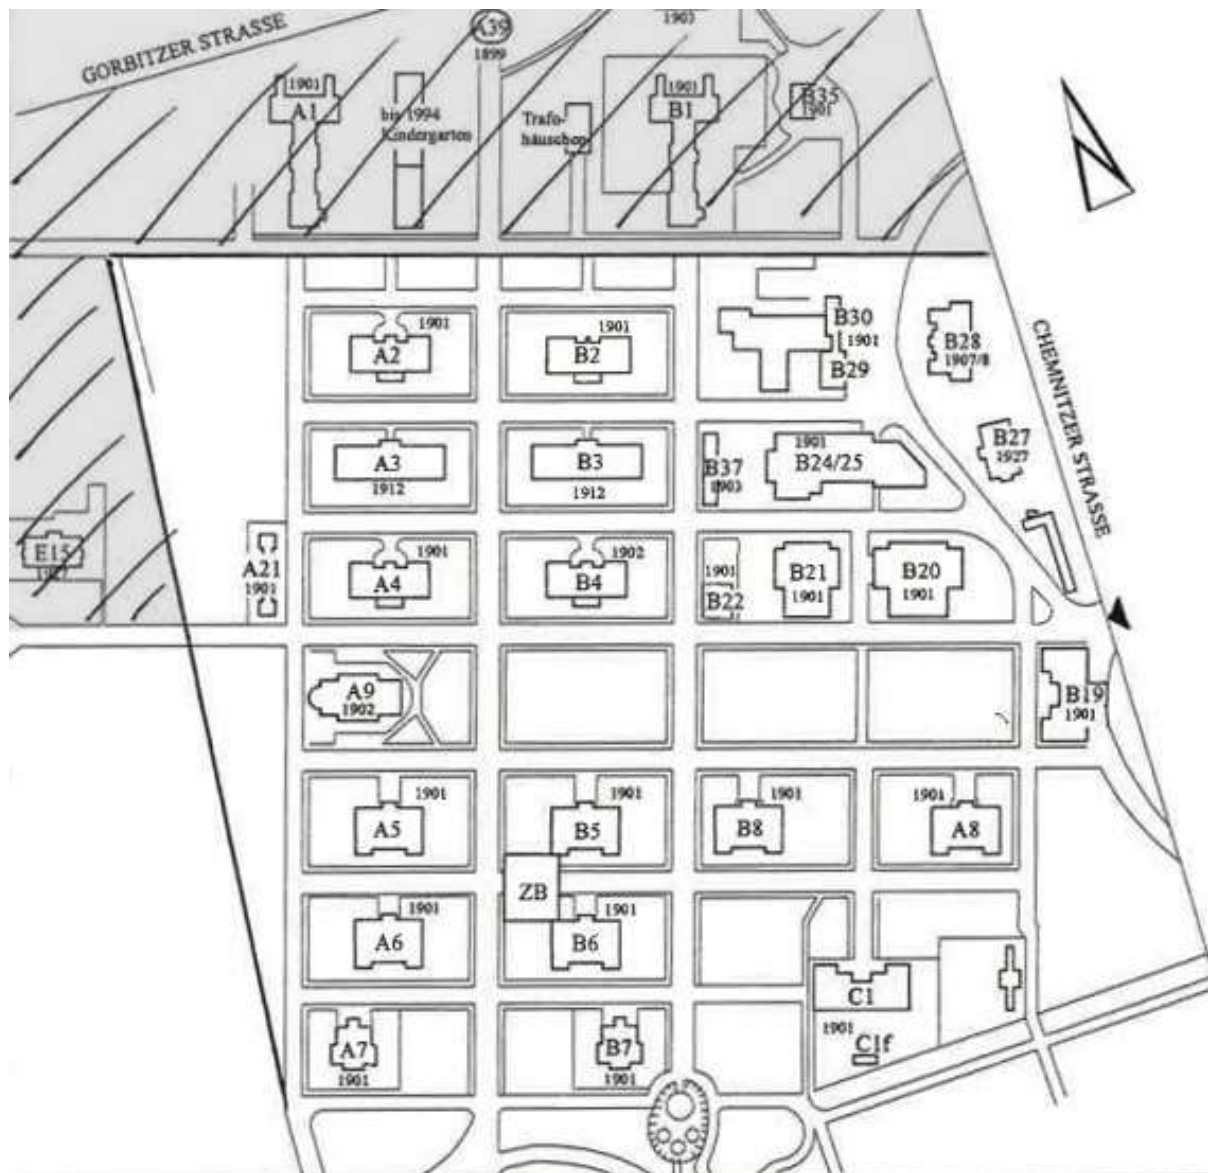 GORBITZER STRASSE
A39
1899
1903
1901
A1
bis 1994
Kindergarten
Trafo-
häuschen
1901
B1
B35
1901
1901
A2
1901
B2
B30
1901
B29
B28
1907/8
CHEMNITZER STRASSE
A3
1912
B3
1912
B37
1903
1901
B24/25
B27
1927
E15
A21
1901
1901
A4
1902
B4
1901
B22
B21
1901
B20
1901
A9
1902
B19
1901
1901
A5
1901
B5
1901
B8
1901
A8
ZB
1901
A6
1901
B6
C1
1901
C1f
A7
1901
B7
1901